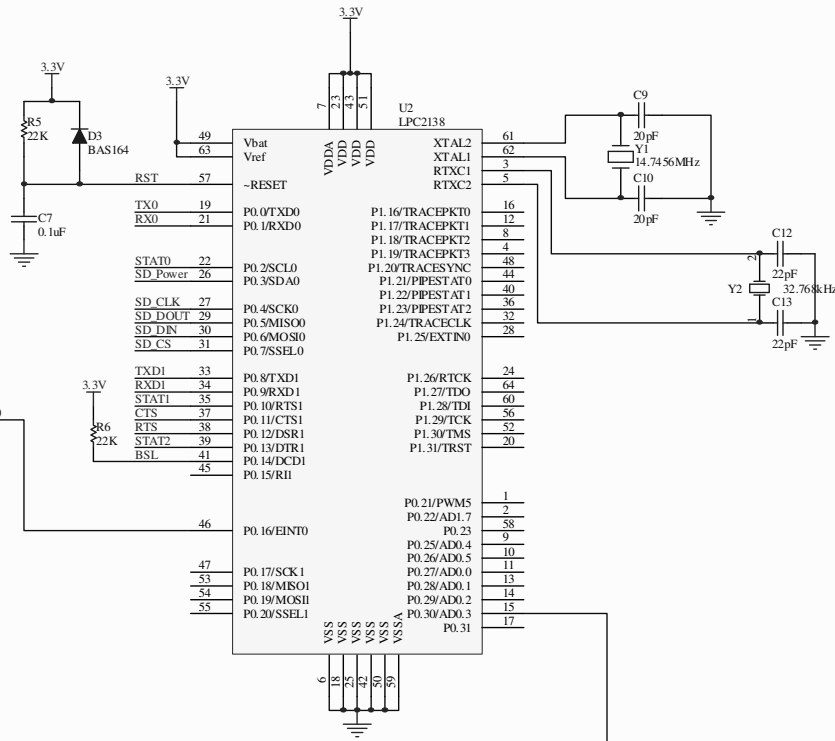 3.3V
3.3V
3.3V
R5
22K
D3
BAS164
C7
0.1uF
U2
LPC2138
7 23 43 51
VDDA VDD VDD VDD
RST
TX0
RX0
STAT0
SD_Power
SD_CLK
SD_DOUT
SD_DIN
SD_CS
TXD1
RXD1
STAT1
CTS
RTS
STAT2
BSL
3.3V
R6
22K
49 Vbat
63 Vref
57 ~RESET
19 P0.0/TXD0
21 P0.1/RXD0
22 P0.2/SCL0
26 P0.3/SDA0
27 P0.4/SCK0
29 P0.5/MISO0
30 P0.6/MOSI0
31 P0.7/SSEL0
33 P0.8/TXD1
34 P0.9/RXD1
35 P0.10/RTS1
37 P0.11/CTS1
38 P0.12/DSR1
39 P0.13/DTR1
41 P0.14/DCD1
45 P0.15/RI1
46 P0.16/EINT0
47 P0.17/SCK1
53 P0.18/MISO1
54 P0.19/MOSI1
55 P0.20/SSEL1
XTAL2 61
XTAL1 62
RTXC1 3
RTXC2 5
P1.16/TRACEPKT0 16
P1.17/TRACEPKT1 12
P1.18/TRACEPKT2 8
P1.19/TRACEPKT3 4
P1.20/TRACESYNC 48
P1.21/PIPESTAT0 44
P1.22/PIPESTAT1 40
P1.23/PIPESTAT2 36
P1.24/TRACECLK 32
P1.25/EXTIN0 28
P1.26/RTCK 24
P1.27/TDO 64
P1.28/TDI 60
P1.29/TCK 56
P1.30/TMS 52
P1.31/TRST 20
P0.21/PWM5 1
P0.22/AD1.7 2
P0.23 58
P0.25/AD0.4 9
P0.26/AD0.5 10
P0.27/AD0.0 11
P0.28/AD0.1 13
P0.29/AD0.2 14
P0.30/AD0.3 15
P0.31 17
VSS VSS VSS VSS VSS VSSA
6 18 25 42 50 59
C9
20pF
Y1
14.7456MHz
C10
20pF
C12
22pF
2
Y2 32.768kHz
1
C13
22pF